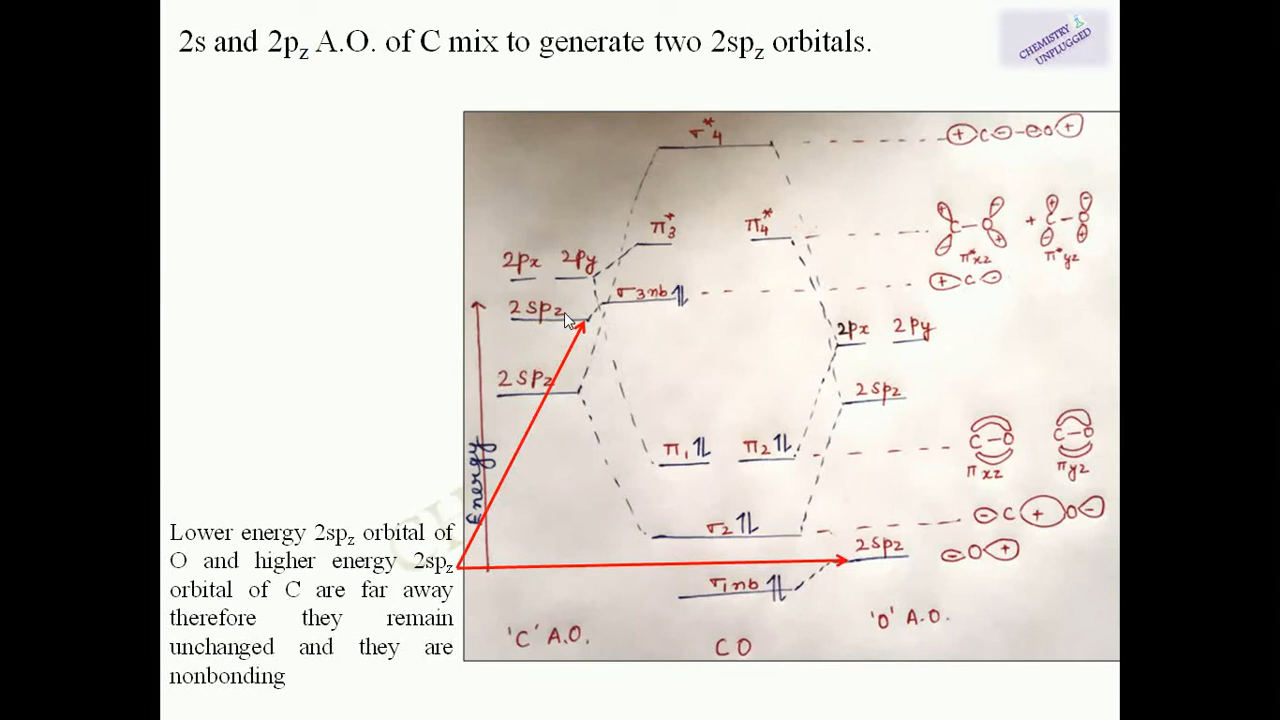 2s and 2pz A.O. of C mix to generate two 2spz orbitals.
CHEMISTRY
UNPLUGGED
σ*4
+ C - - O +
π*3 π*4
+
π*xz π*yz
2px 2py
σ3nb ⇅ + C -
2spz
2px 2py
2spz 2spz
π1 ⇅ π2 ⇅ C - O C - O
πxz πyz
Energy
σ2 ⇅ - C + O -
2spz - O +
σ1nb ⇅
'C' A.O. CO 'O' A.O.
Lower energy 2spz orbital of
O and higher energy 2spz
orbital of C are far away
therefore they remain
unchanged and they are
nonbonding